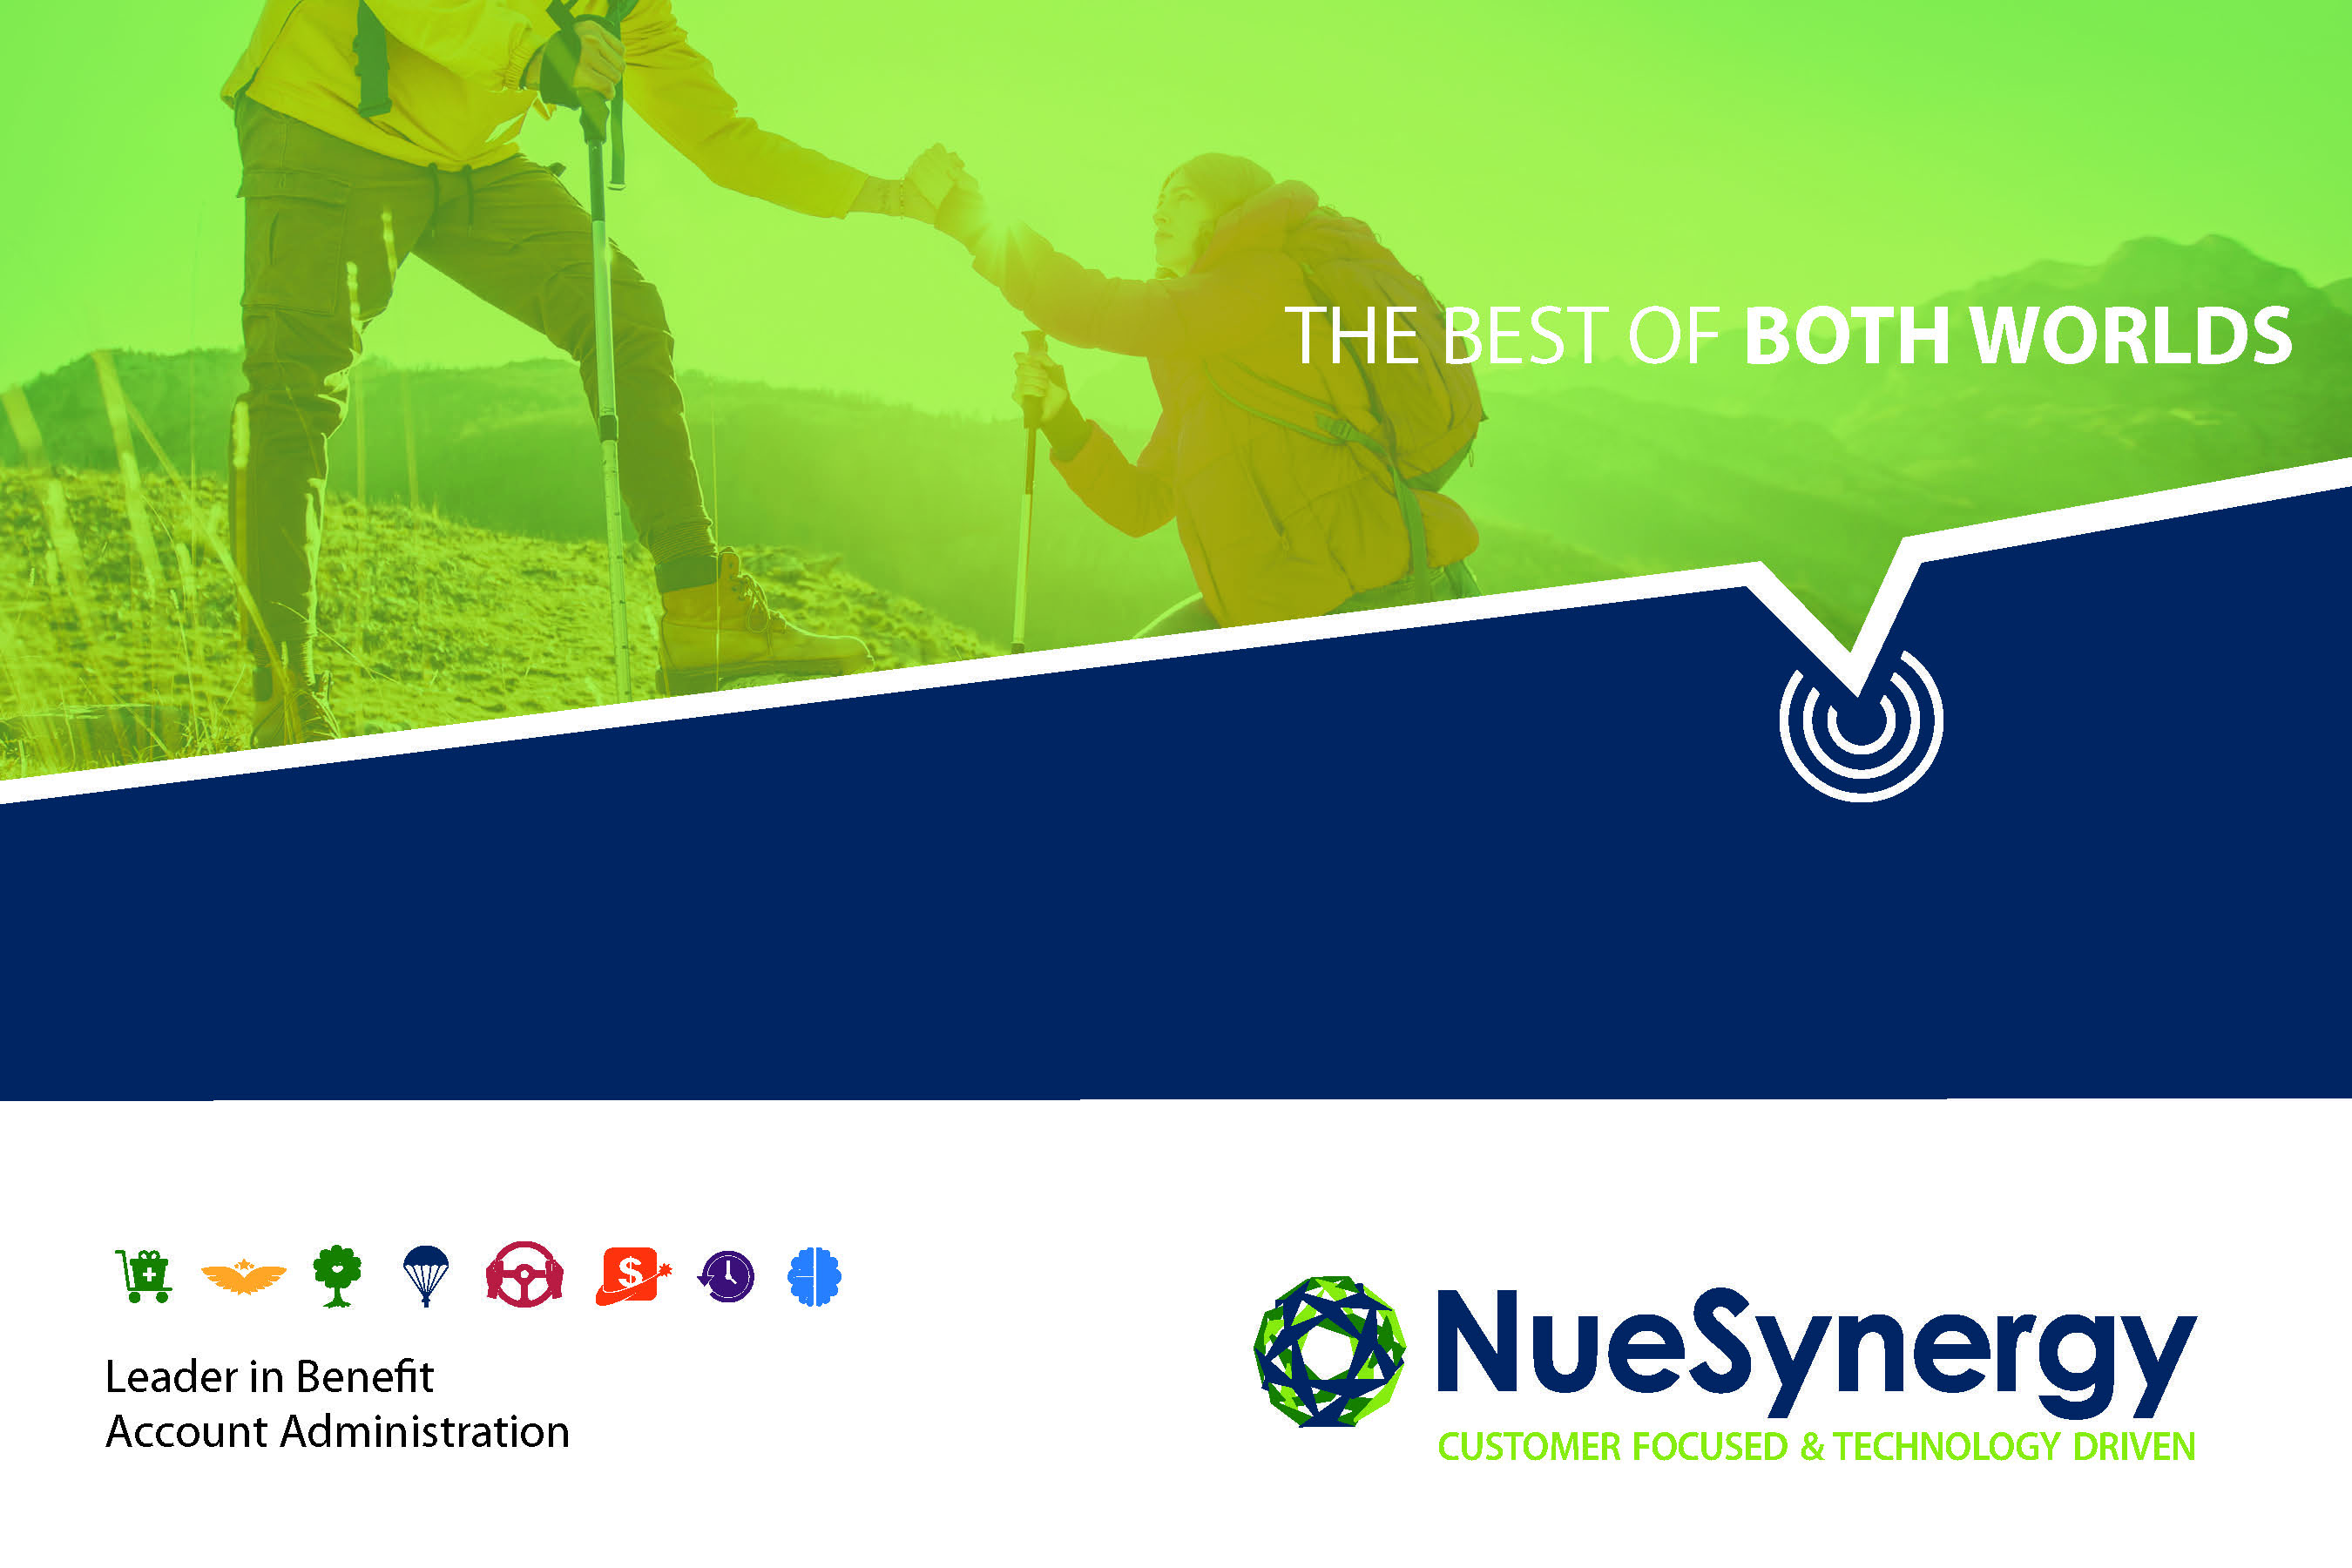 THE BEST OF BOTH WORLDS
Leader in Benefit
Account Administration
NueSynergy
CUSTOMER FOCUSED & TECHNOLOGY DRIVEN